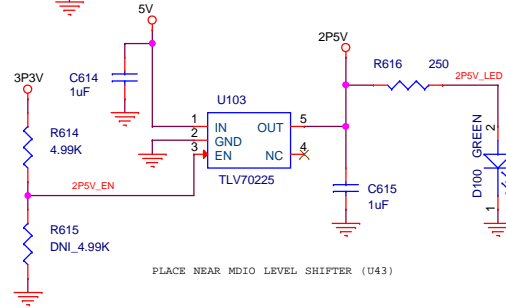 5V
2P5V
3P3V
C614
1uF
R616 250
2P5V_LED
U103
R614
4.99K
1 IN OUT 5
2 GND
3 EN NC 4
TLV70225
2P5V_EN
C615
1uF
D100 GREEN
2
1
R615
DNI_4.99K
PLACE NEAR MDIO LEVEL SHIFTER (U43)